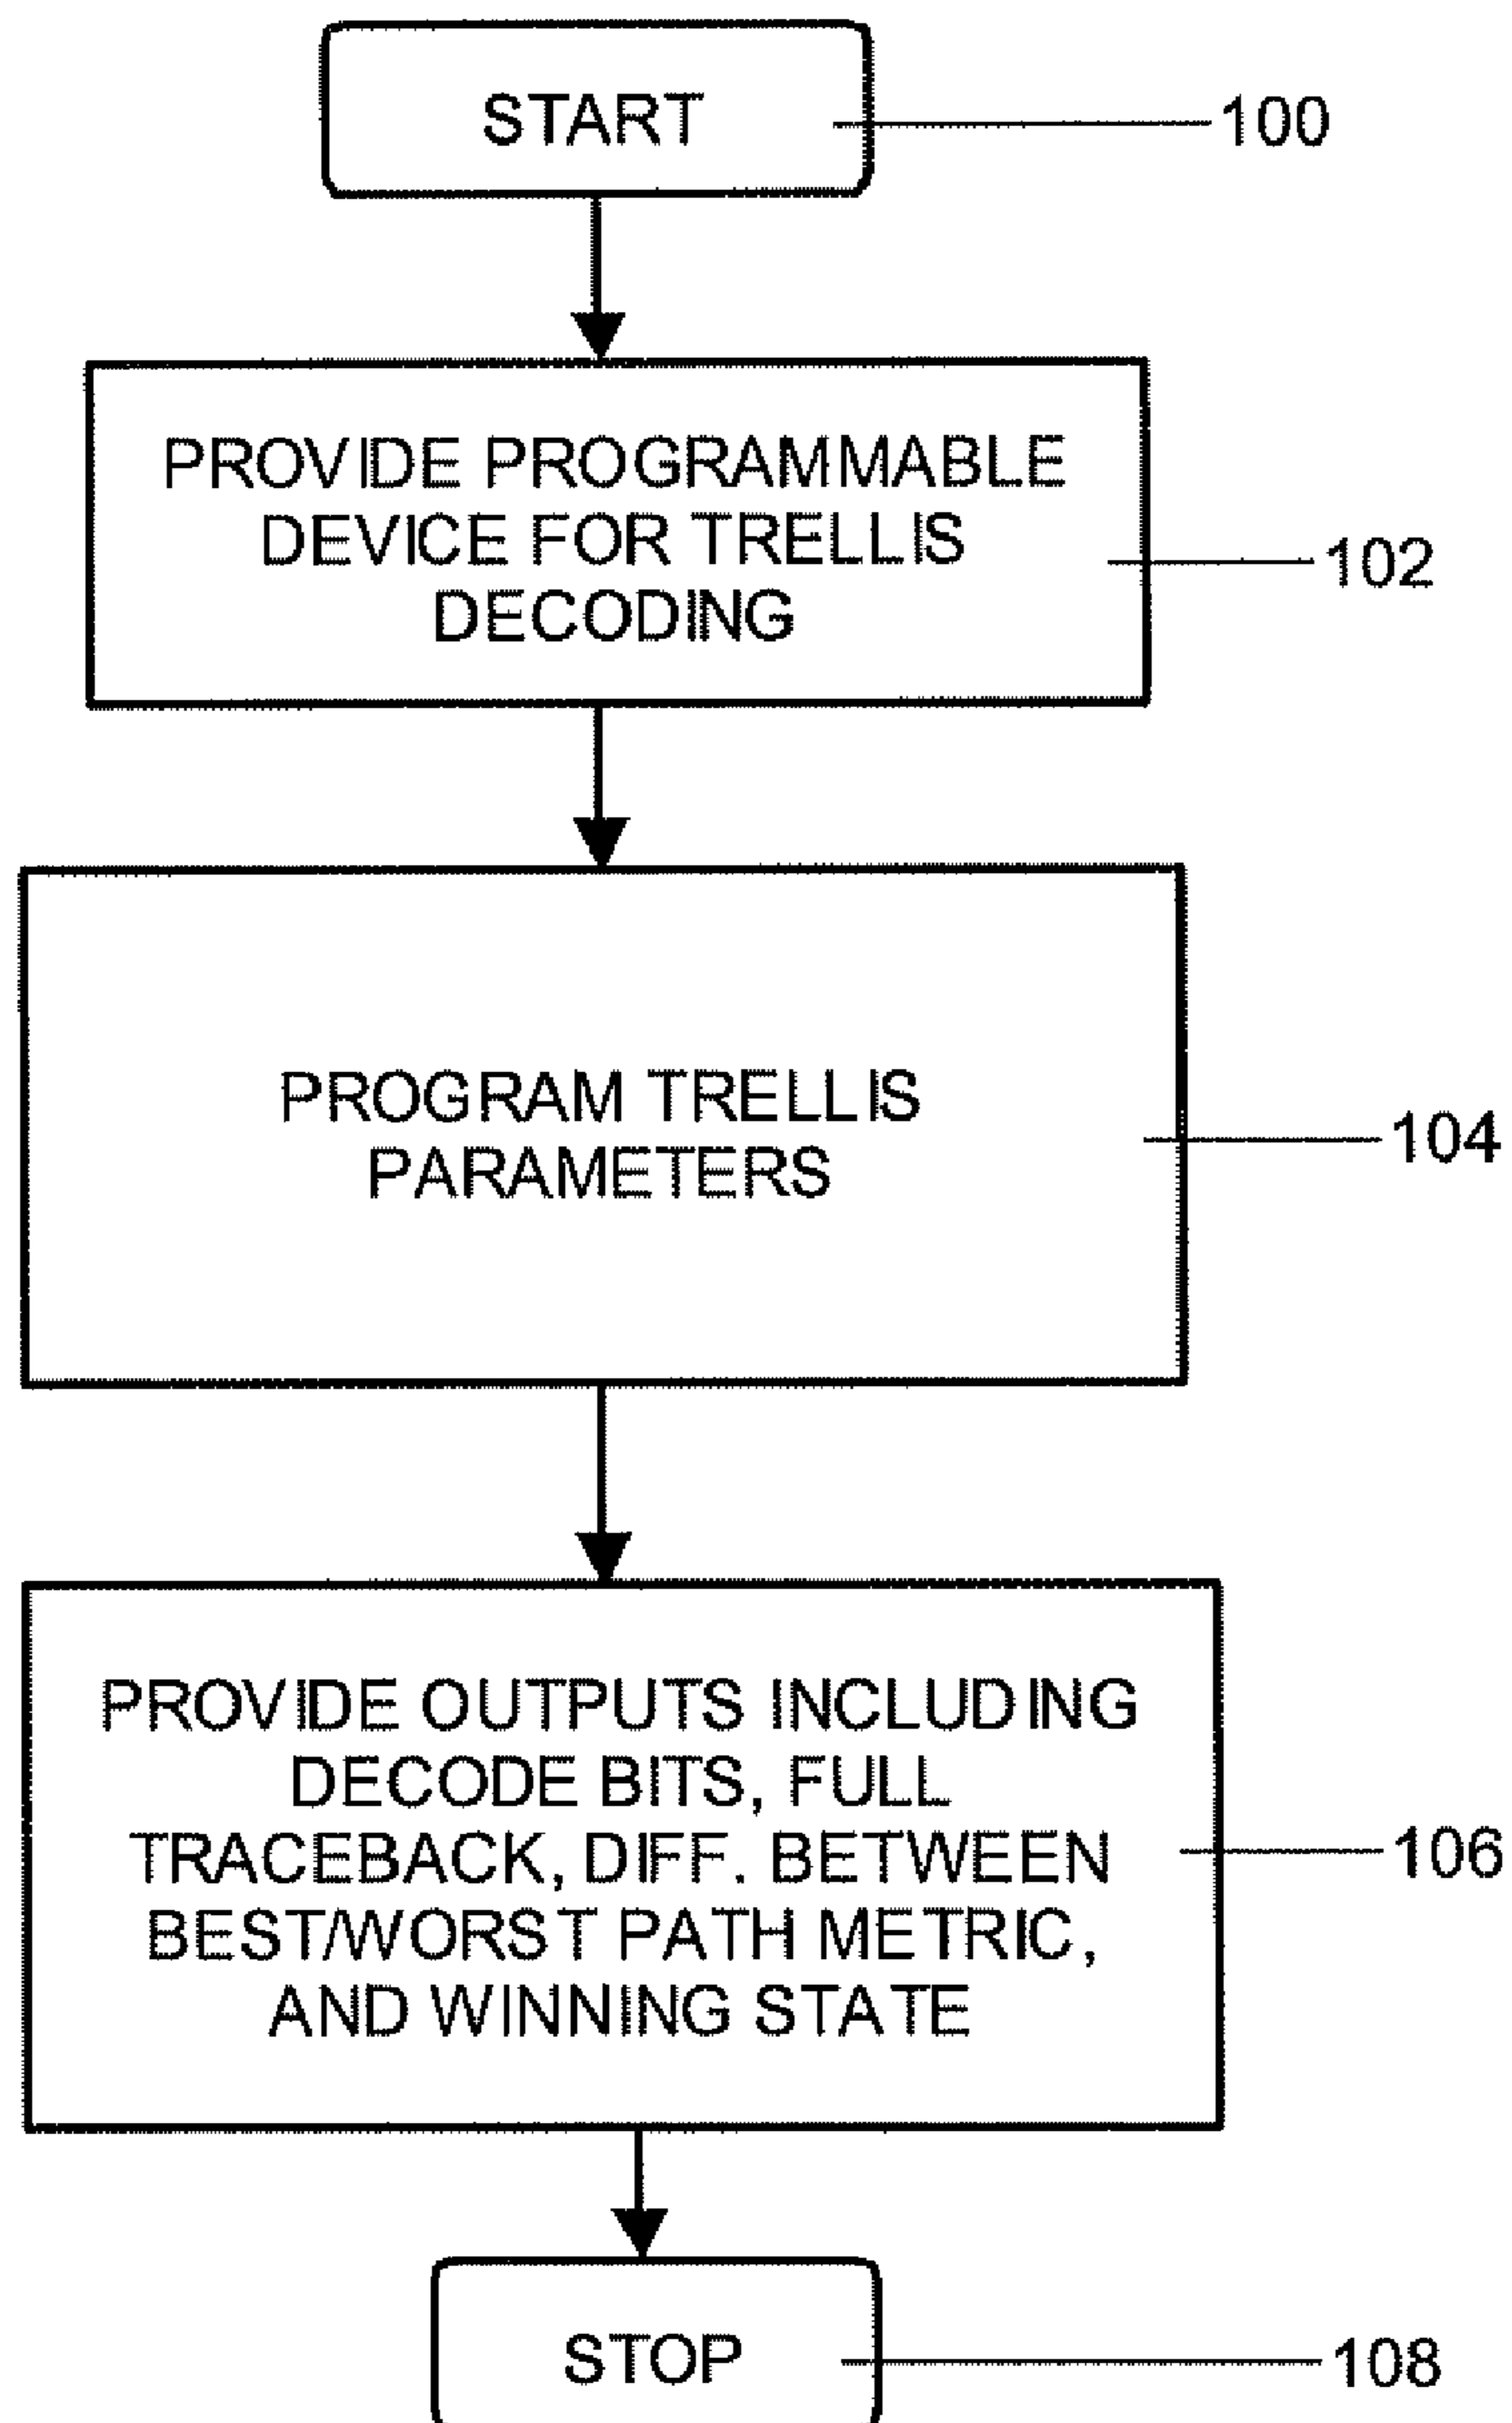 START
100
PROVIDE PROGRAMMABLE
DEVICE FOR TRELLIS
DECODING
102
PROGRAM TRELLIS
PARAMETERS
104
PROVIDE OUTPUTS INCLUDING
DECODE BITS, FULL
TRACEBACK, DIFF. BETWEEN
BEST/WORST PATH METRIC,
AND WINNING STATE
106
STOP
108